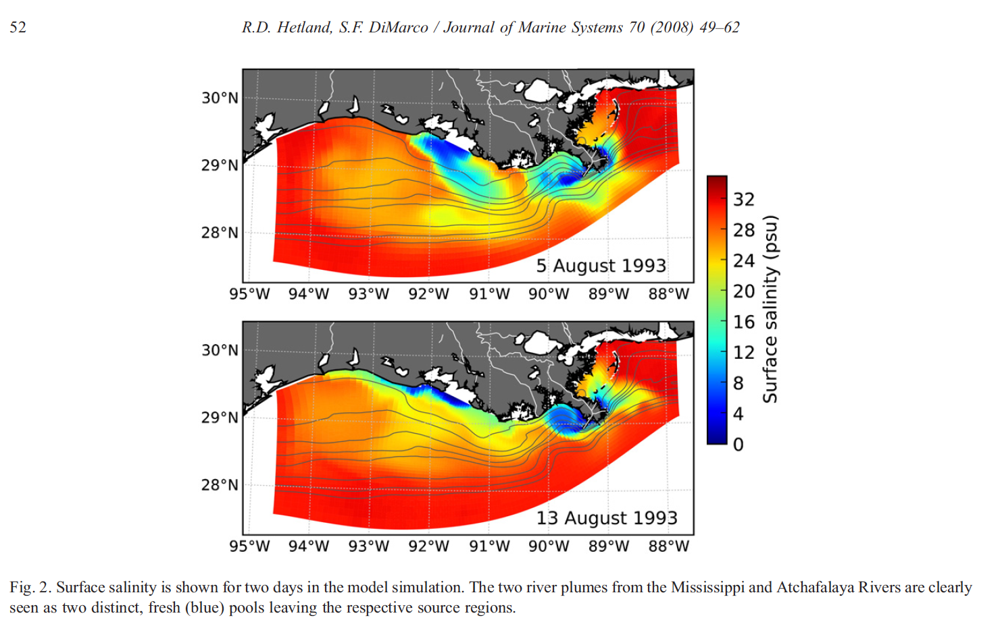 52
R.D. Hetland, S.F. DiMarco / Journal of Marine Systems 70 (2008) 49–62
30°N
29°N
28°N
5 August 1993
95°W 94°W 93°W 92°W 91°W 90°W 89°W 88°W
30°N
29°N
28°N
13 August 1993
95°W 94°W 93°W 92°W 91°W 90°W 89°W 88°W
32
28
24
20
16
12
8
4
0
Surface salinity (psu)
Fig. 2. Surface salinity is shown for two days in the model simulation. The two river plumes from the Mississippi and Atchafalaya Rivers are clearly
seen as two distinct, fresh (blue) pools leaving the respective source regions.